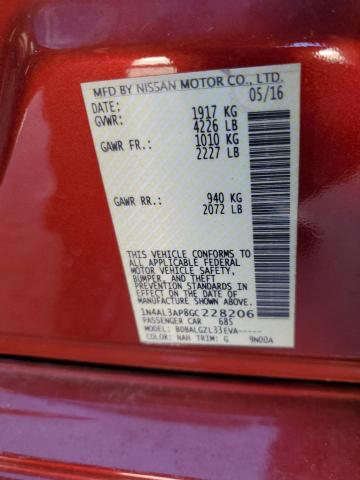 MFD BY NISSAN MOTOR CO., LTD.
DATE: 05/16
GVWR: 1917 KG
4226 LB
GAWR FR.: 1010 KG
2227 LB
GAWR RR.: 940 KG
2072 LB
THIS VEHICLE CONFORMS TO
ALL APPLICABLE FEDERAL
MOTOR VEHICLE SAFETY,
BUMPER, AND THEFT
PREVENTION STANDARDS IN
EFFECT ON THE DATE OF
MANUFACTURE SHOWN ABOVE.
1N4AL3AP8GC228206
PASSENGER CAR 685
MODEL: BDBALGZL33EVA-----
COLOR: NAH TRIM: G 9N00A